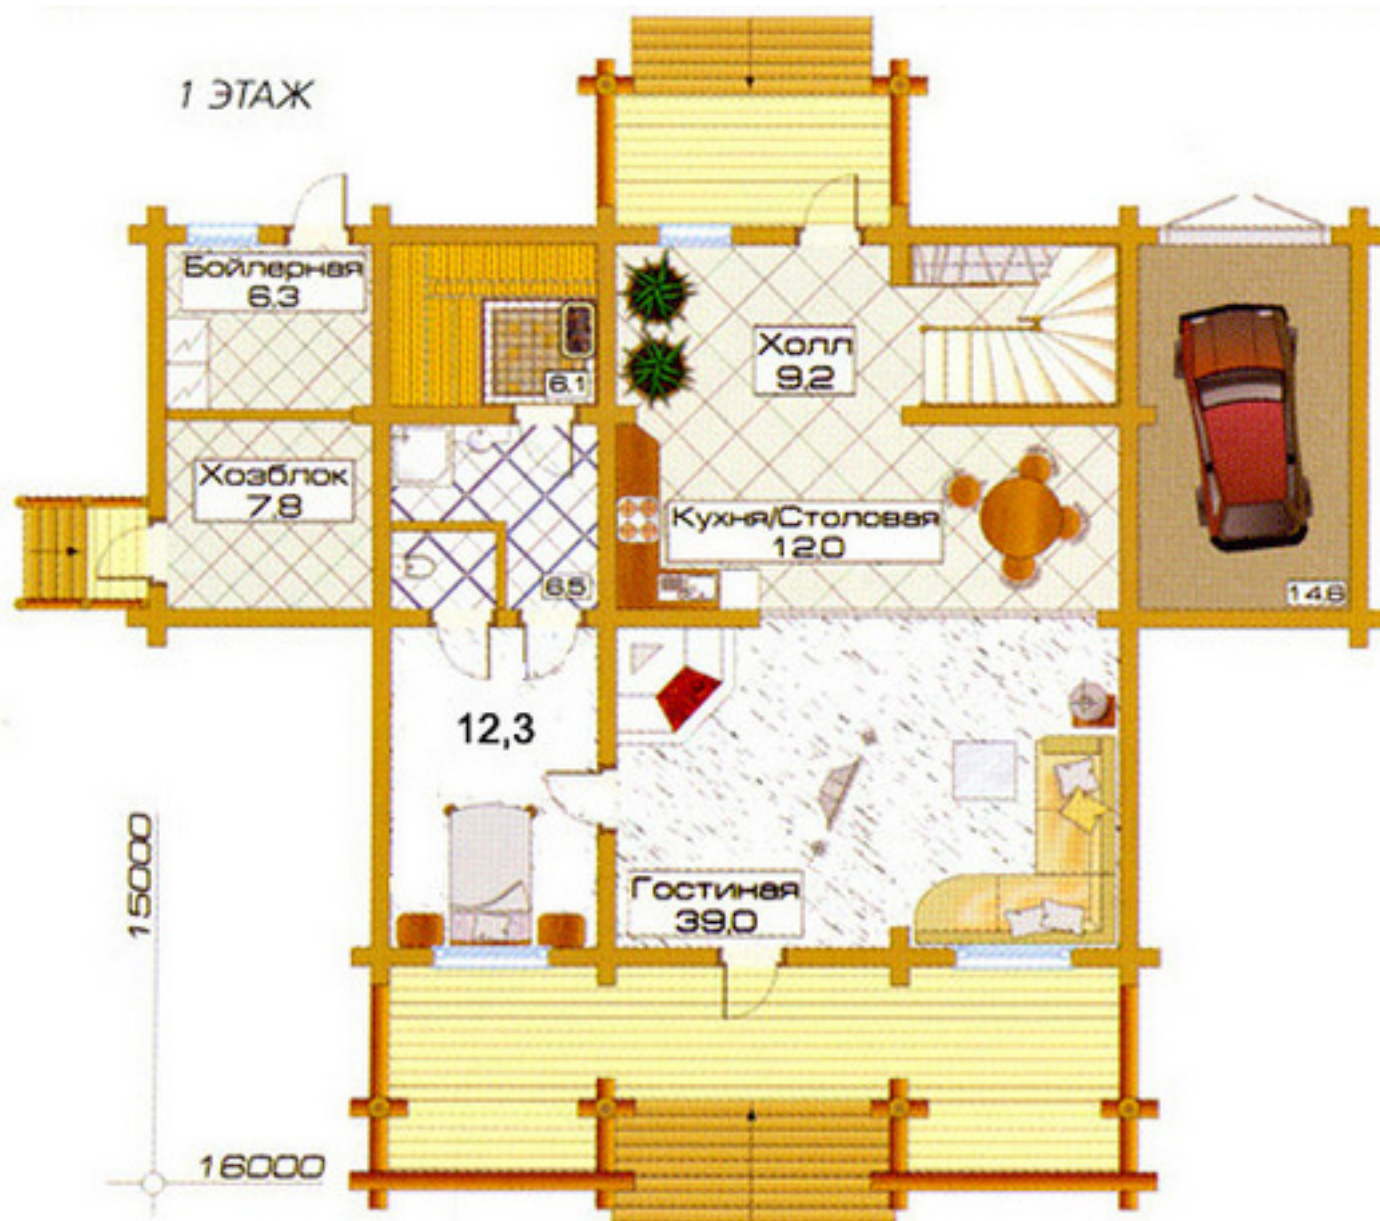 1 ЭТАЖ
Бойлерная
6,3
6,1
Холл
9,2
Хозблок
7,8
Кухня/Столовая
12,0
6,5
14,6
12,3
Гостиная
39,0
15000
16000